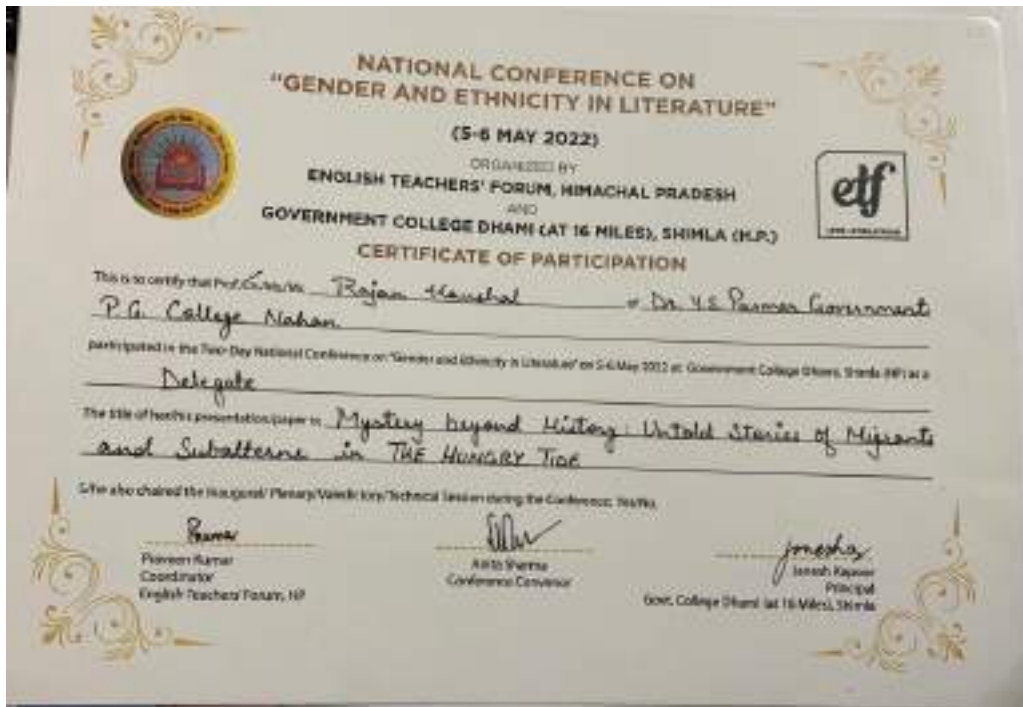 NATIONAL CONFERENCE ON
"GENDER AND ETHNICITY IN LITERATURE"
(5-6 MAY 2022)
ORGANIZED BY
ENGLISH TEACHERS' FORUM, HIMACHAL PRADESH
AND
GOVERNMENT COLLEGE DHAMI (AT 16 MILES), SHIMLA (H.P.)
etf
CERTIFICATE OF PARTICIPATION
This is to certify that Prof./Dr./Ms/Mr. Rajan Kaushal of Dr. Y.S Parmar Government
P.G. College Nahan
participated in the Two-Day National Conference on "Gender and Ethnicity in Literature" on 5-6 May 2022 at Government College Dhami, Shimla (HP) as a
Delegate
The title of her/his presentation/paper is Mystery beyond History: Untold Stories of Migrants
and Subalterns in THE HUNGRY TIDE
S/he also chaired the Inaugural/ Plenary/Valedictory/Technical Session during the Conference: Yes/No.
Praveen Kumar
Coordinator
English Teachers' Forum, HP
Anita Sharma
Conference Convenor
Janesh Kapoor
Principal
Govt. College Dhami (at 16 Miles), Shimla